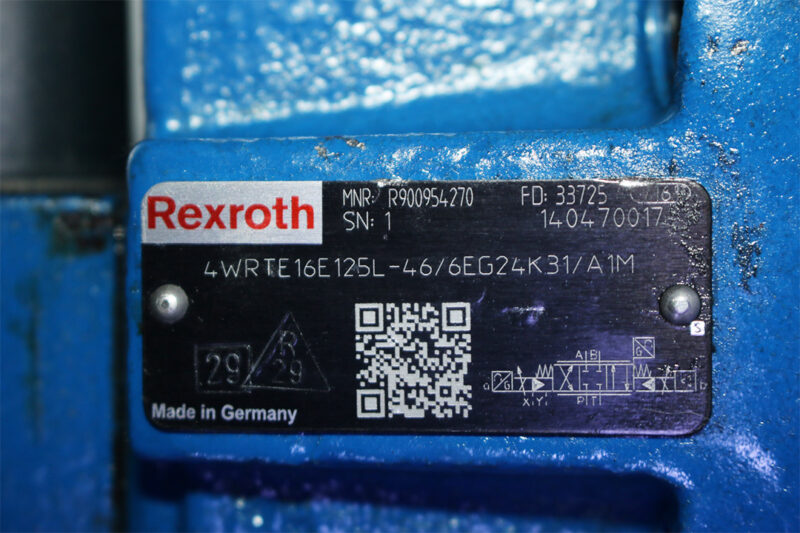 Rexroth
MNR: R900954270 FD: 33725
SN: 1 140470017
4WRTE16E125L-46/6EG24K31/A1M
29
R
29
A B
X Y P T
a b
S
Made in Germany